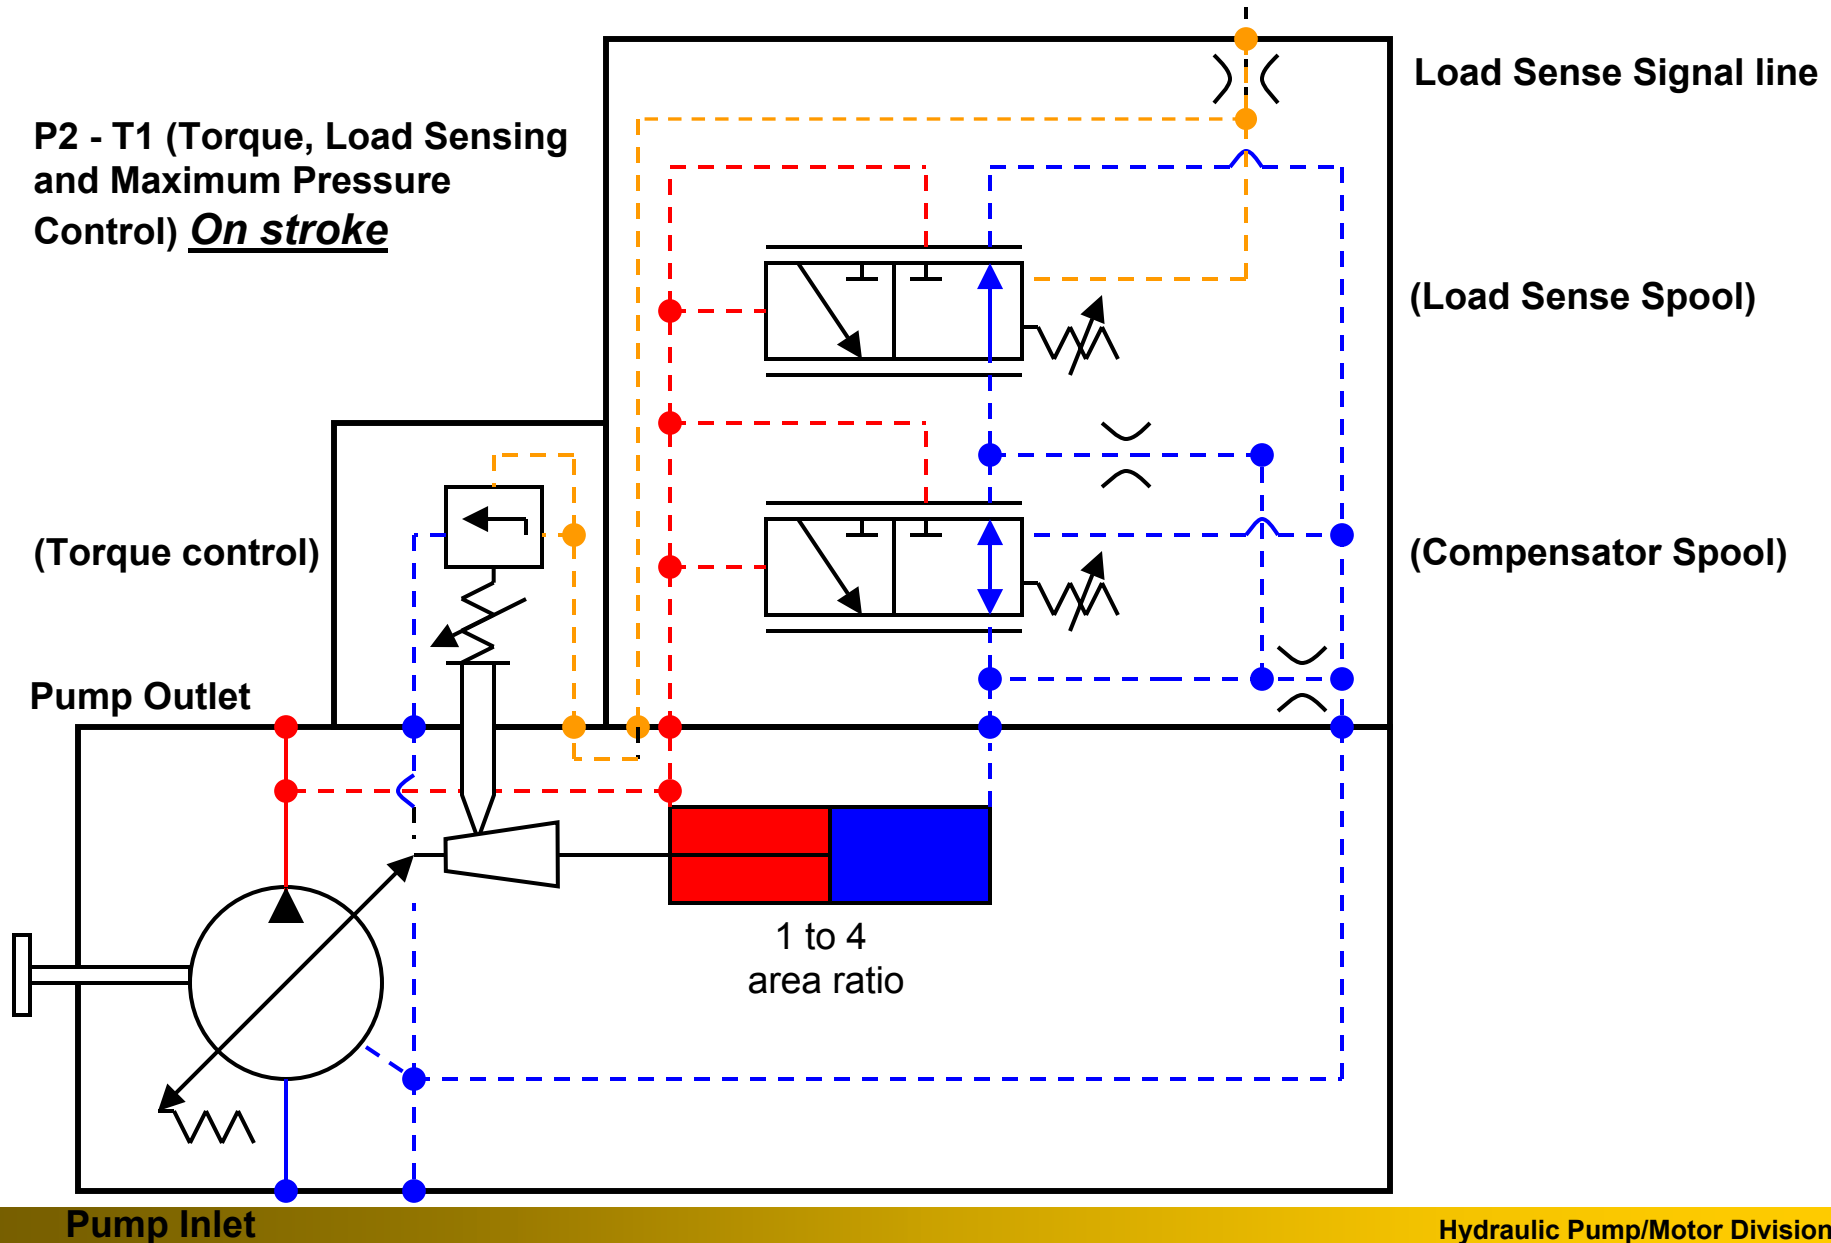 Load Sense Signal line
P2 - T1 (Torque, Load Sensing
and Maximum Pressure
Control) On stroke
(Load Sense Spool)
(Torque control)
(Compensator Spool)
Pump Outlet
1 to 4
area ratio
Pump Inlet
Hydraulic Pump/Motor Division